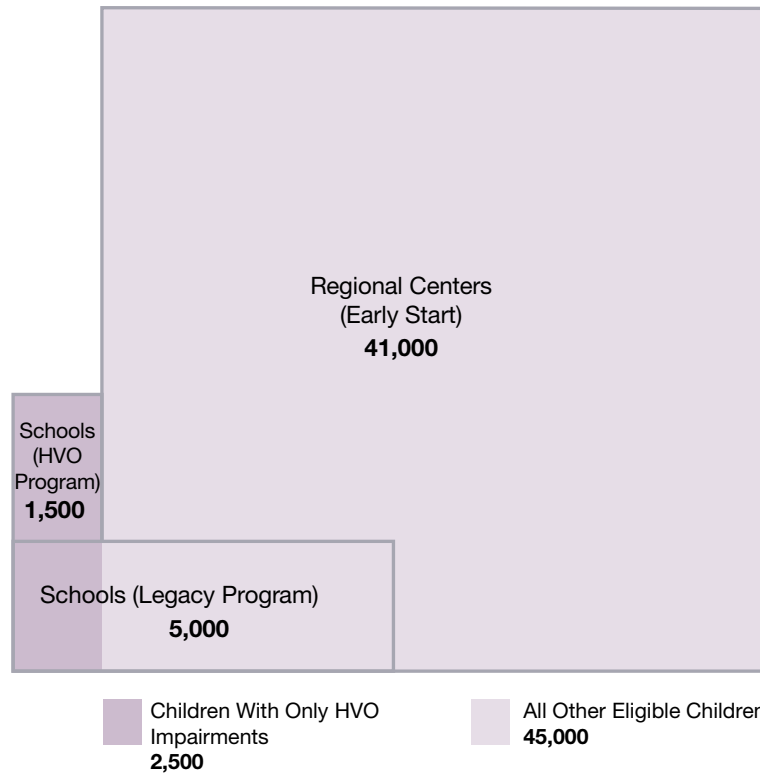 Regional Centers
(Early Start)
41,000
Schools
(HVO
Program)
1,500
Schools (Legacy Program)
5,000
Children With Only HVO
Impairments
2,500
All Other Eligible Children
45,000